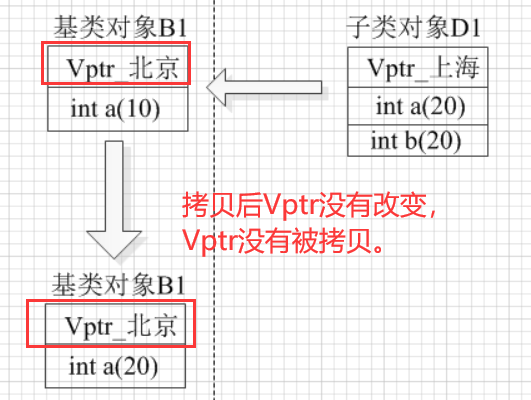 基类对象B1
Vptr_北京
int a(10)
子类对象D1
Vptr_上海
int a(20)
int b(20)
拷贝后Vptr没有改变，
Vptr没有被拷贝。
基类对象B1
Vptr_北京
int a(20)